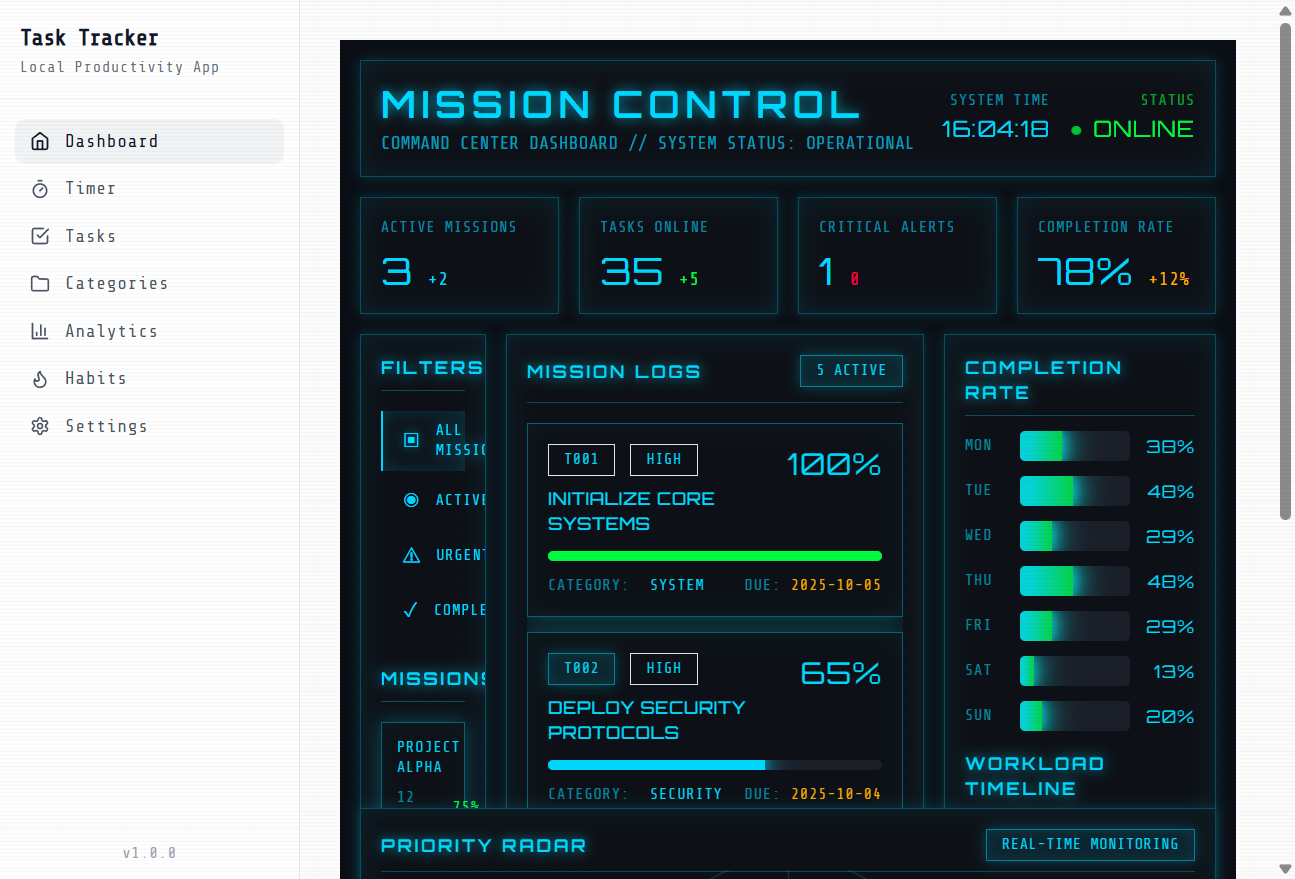 Task Tracker
Local Productivity App
Dashboard
Timer
Tasks
Categories
Analytics
Habits
Settings
v1.0.0
MISSION CONTROL
COMMAND CENTER DASHBOARD // SYSTEM STATUS: OPERATIONAL
SYSTEM TIME
16:04:18
STATUS
● ONLINE
ACTIVE MISSIONS
3 +2
TASKS ONLINE
35 +5
CRITICAL ALERTS
1 0
COMPLETION RATE
78% +12%
FILTERS
ALL
MISSIO
ACTIVE
URGENT
COMPLE
MISSIONS
PROJECT
ALPHA
12
75%
MISSION LOGS
5 ACTIVE
T001 HIGH 100%
INITIALIZE CORE
SYSTEMS
CATEGORY: SYSTEM DUE: 2025-10-05
T002 HIGH 65%
DEPLOY SECURITY
PROTOCOLS
CATEGORY: SECURITY DUE: 2025-10-04
COMPLETION
RATE
MON 38%
TUE 48%
WED 29%
THU 48%
FRI 29%
SAT 13%
SUN 20%
WORKLOAD
TIMELINE
PRIORITY RADAR
REAL-TIME MONITORING